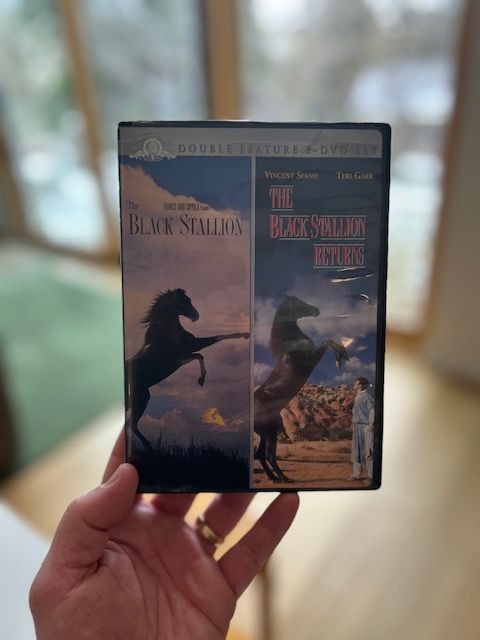 DOUBLE FEATURE 2-DVD SET
The
FRANCIS FORD COPPOLA Presents
BLACK STALLION
VINCENT SPANO TERI GARR
THE
BLACK STALLION
RETURNS